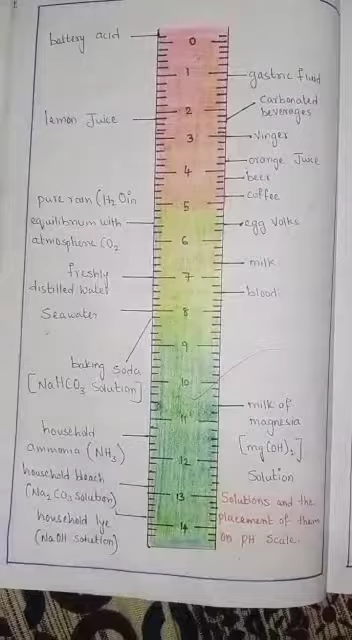 battery acid
0
1
gastric fluid
carbonated
beverages
lemon Juice
2
3
vinger
orange Juice
4
beer
coffee
pure rain (H2O in
equilibrium with
atmospheric CO2
5
egg Yolks
6
milk
freshly
distilled water
7
blood
Seawater
8
9
baking soda
[NaHCO3 Solution]
10
milk of
magnesia
[mg(OH)2]
Solution
11
household
ammonia (NH3)
12
household bleach
(Na2CO3 solution)
13
household lye
(NaOH solution)
14
Solutions and the
placement of them
on pH Scale.